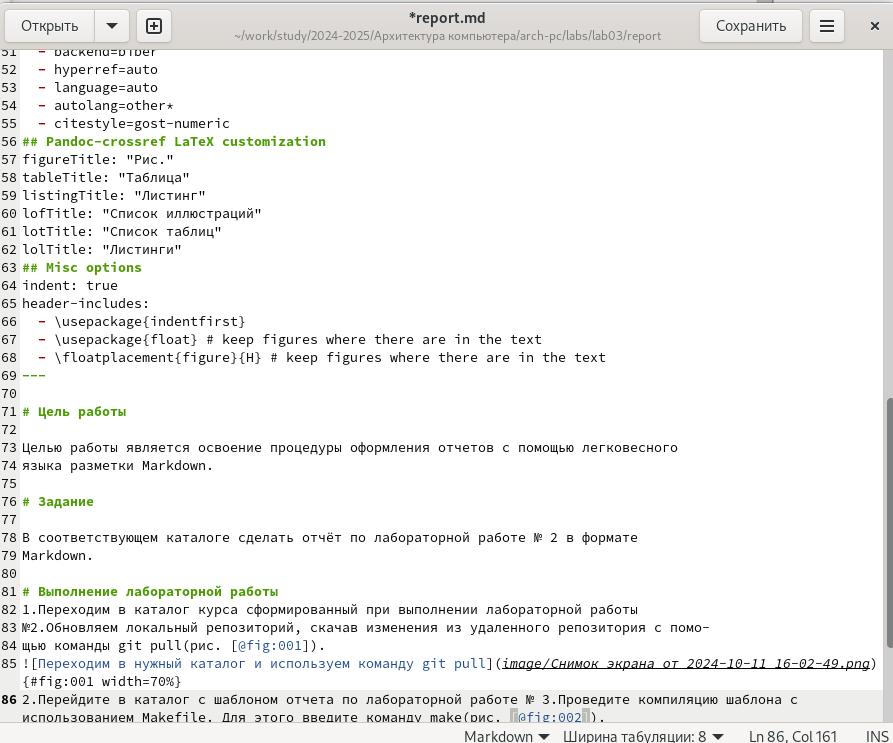 Открыть
*report.md
~/work/study/2024-2025/Архитектура компьютера/arch-pc/labs/lab03/report
Сохранить
51 - backend=biber
52 - hyperref=auto
53 - language=auto
54 - autolang=other*
55 - citestyle=gost-numeric
56 ## Pandoc-crossref LaTeX customization
57 figureTitle: "Рис."
58 tableTitle: "Таблица"
59 listingTitle: "Листинг"
60 lofTitle: "Список иллюстраций"
61 lotTitle: "Список таблиц"
62 lolTitle: "Листинги"
63 ## Misc options
64 indent: true
65 header-includes:
66 - \usepackage{indentfirst}
67 - \usepackage{float} # keep figures where there are in the text
68 - \floatplacement{figure}{H} # keep figures where there are in the text
69 ---
70
71 # Цель работы
72
73 Целью работы является освоение процедуры оформления отчетов с помощью легковесного
74 языка разметки Markdown.
75
76 # Задание
77
78 В соответствующем каталоге сделать отчёт по лабораторной работе № 2 в формате
79 Markdown.
80
81 # Выполнение лабораторной работы
82 1.Переходим в каталог курса сформированный при выполнении лабораторной работы
83 №2.Обновляем локальный репозиторий, скачав изменения из удаленного репозитория с помо-
84 щью команды git pull(рис. [@fig:001]).
85 ![Переходим в нужный каталог и используем команду git pull](image/Снимок экрана от 2024-10-11 16-02-49.png)
{#fig:001 width=70%}
86 2.Перейдите в каталог с шаблоном отчета по лабораторной работе № 3.Проведите компиляцию шаблона с
использованием Makefile. Для этого введите команду make(рис. [@fig:002]).
Markdown
Ширина табуляции: 8
Ln 86, Col 161
INS